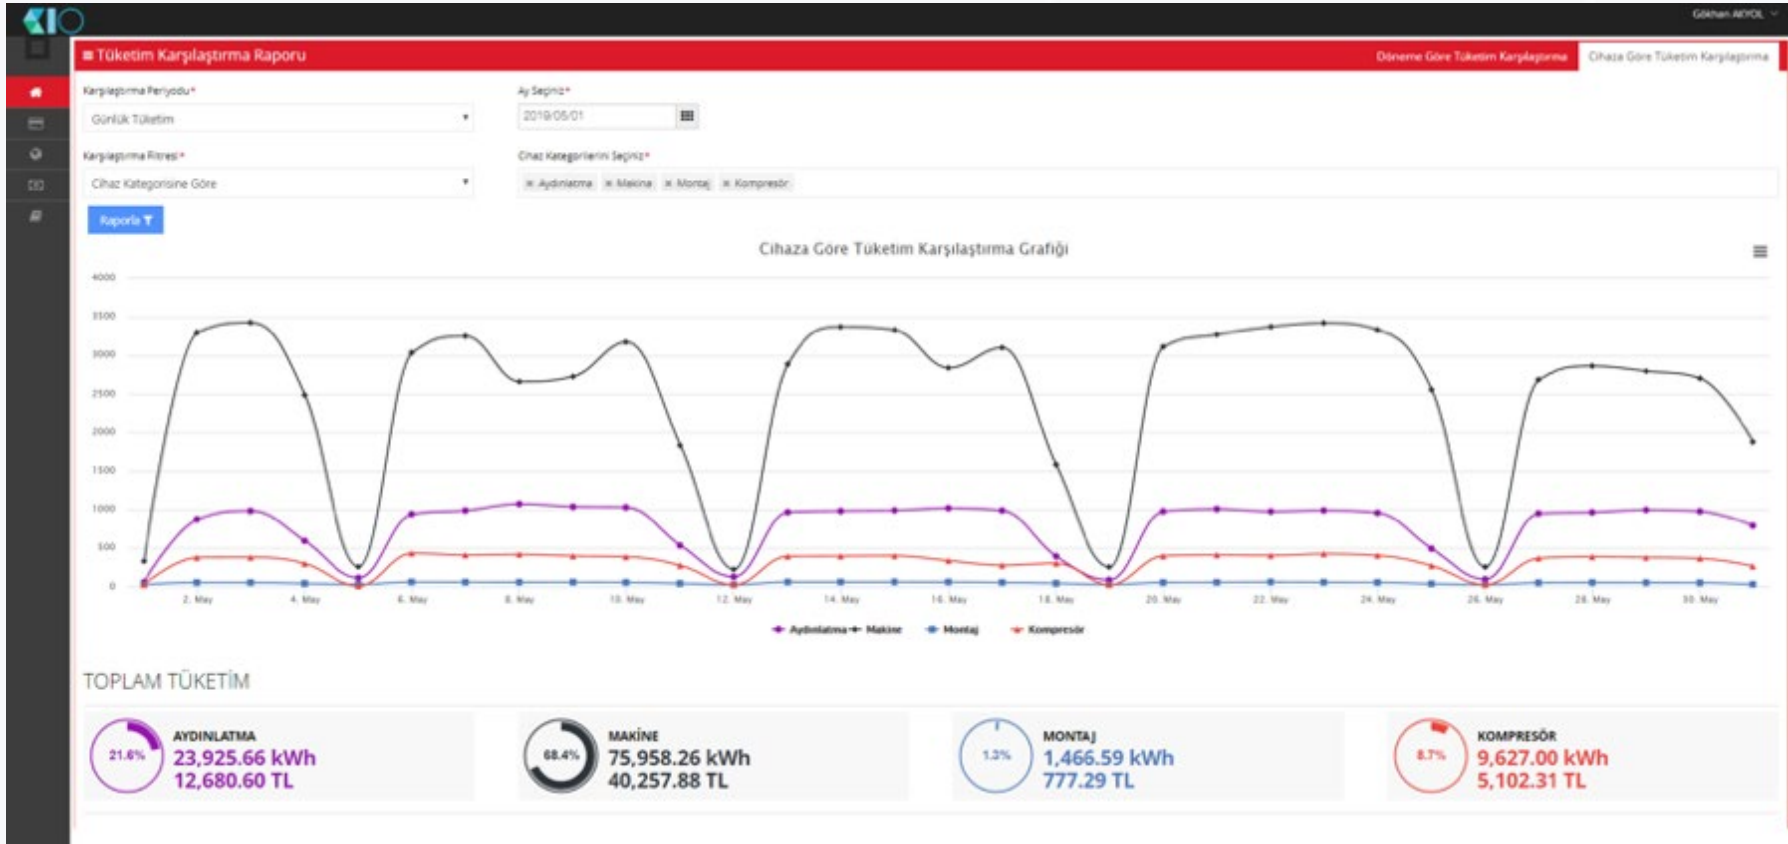 KIO
Gökhan AKYOL
Tüketim Karşılaştırma Raporu
Döneme Göre Tüketim Karşılaştırma
Cihaza Göre Tüketim Karşılaştırma
Karşılaştırma Periyodu*
Ay Seçiniz*
Günlük Tüketim
2019/05/01
Karşılaştırma Fitresi*
Cihaz Kategorilerini Seçiniz*
Cihaz Kategorisine Göre
× Aydınlatma × Makina × Montaj × Kompresör
Raporla
Cihaza Göre Tüketim Karşılaştırma Grafiği
4000
3500
3000
2500
2000
1500
1000
500
0
2. May 4. May 6. May 8. May 10. May 12. May 14. May 16. May 18. May 20. May 22. May 24. May 26. May 28. May 30. May
Aydınlatma Makine Montaj Kompresör
TOPLAM TÜKETİM
21.6%
AYDINLATMA
23,925.66 kWh
12,680.60 TL
68.4%
MAKİNE
75,958.26 kWh
40,257.88 TL
1.3%
MONTAJ
1,466.59 kWh
777.29 TL
8.7%
KOMPRESÖR
9,627.00 kWh
5,102.31 TL